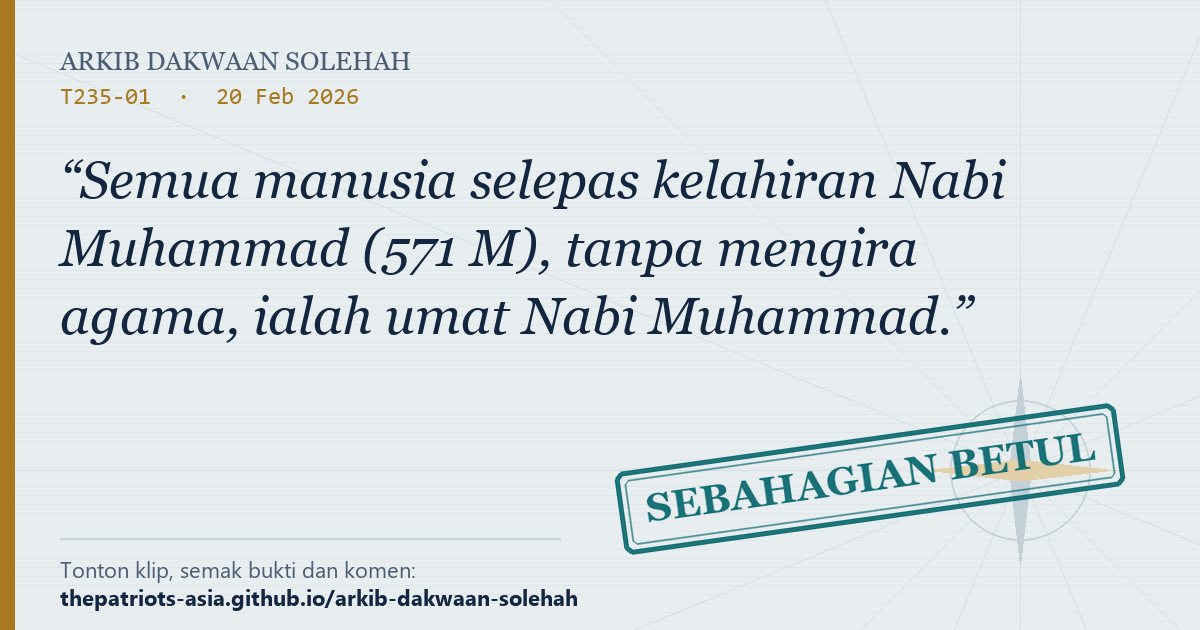 ARKIB DAKWAAN SOLEHAH
T235-01 · 20 Feb 2026
“Semua manusia selepas kelahiran Nabi
Muhammad (571 M), tanpa mengira
agama, ialah umat Nabi Muhammad.”
SEBAHAGIAN BETUL
Tonton klip, semak bukti dan komen:
thepatriots-asia.github.io/arkib-dakwaan-solehah